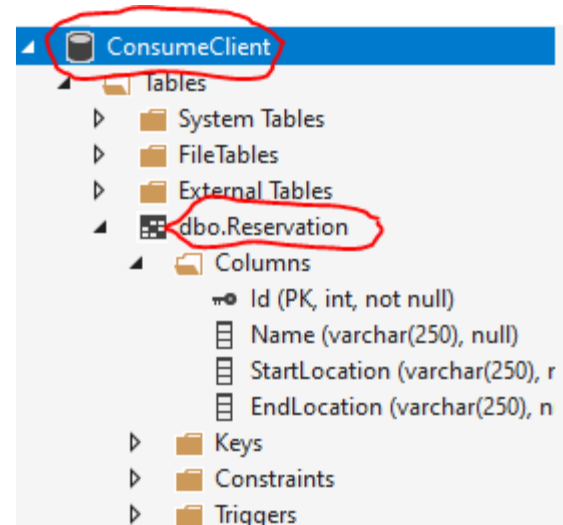 ConsumeClient
Tables
System Tables
FileTables
External Tables
dbo.Reservation
Columns
Id (PK, int, not null)
Name (varchar(250), null)
StartLocation (varchar(250), r
EndLocation (varchar(250), n
Keys
Constraints
Triggers